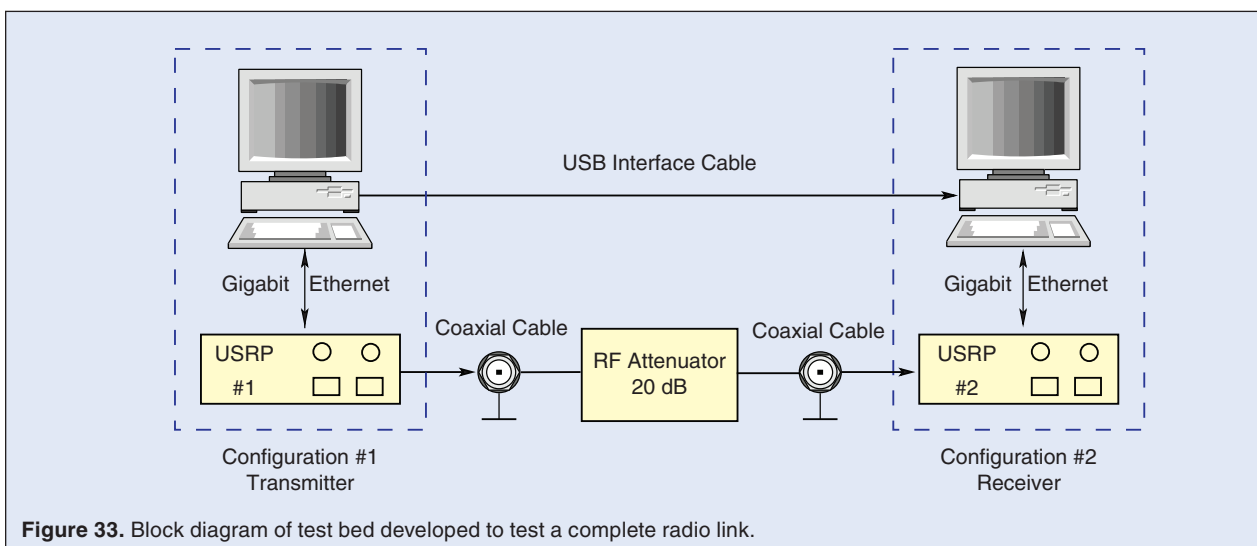 USB Interface Cable
Gigabit Ethernet
Gigabit Ethernet
Coaxial Cable
Coaxial Cable
USRP
#1
RF Attenuator
20 dB
USRP
#2
Configuration #1
Transmitter
Configuration #2
Receiver
Figure 33. Block diagram of test bed developed to test a complete radio link.